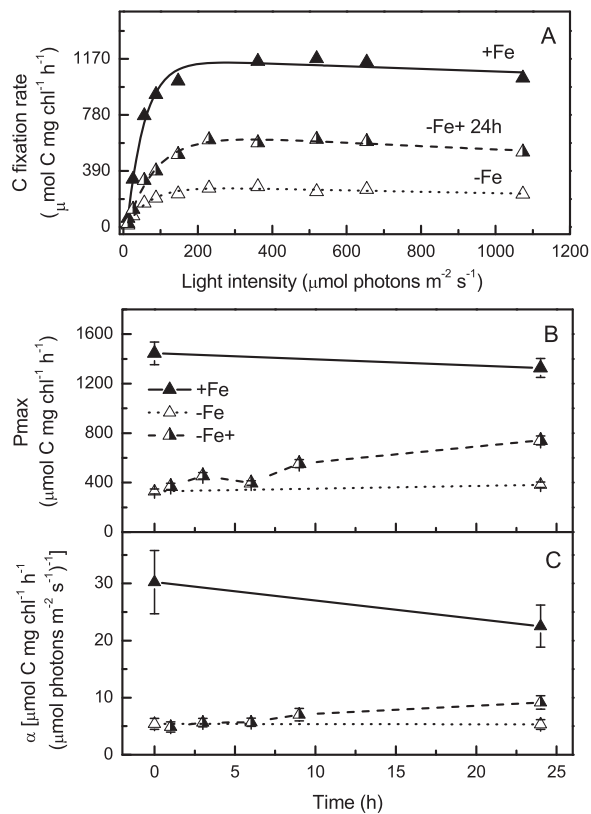 A
+Fe
-Fe+ 24h
-Fe
1170
780
390
0
C fixation rate
(μmol C mg chl⁻¹ h⁻¹)
0 200 400 600 800 1000 1200
Light intensity (μmol photons m⁻² s⁻¹)
B
1600
1200
800
400
0
Pmax
(μmol C mg chl⁻¹ h⁻¹)
+Fe
-Fe
-Fe+
C
30
20
10
0
α [μmol C mg chl⁻¹ h⁻¹
(μmol photons m⁻² s⁻¹)⁻¹]
0 5 10 15 20 25
Time (h)